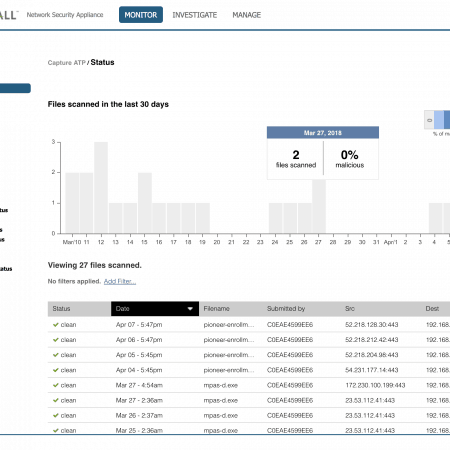 ALL™ Network Security Appliance MONITOR INVESTIGATE MANAGE
Capture ATP / Status
Files scanned in the last 30 days
Mar 27, 2018
2 0%
files scanned malicious
0
% of ma
3
2
1
0
Mar/10 11 12 13 14 15 16 17 18 19 20 21 22 23 24 25 26 27 28 29 30 31 Apr/1 2 3 4 5
tus
s
us
Viewing 27 files scanned.
tatus
No filters applied. Add Filter...
Status Date Filename Submitted by Src Dest
clean Apr 07 - 5:47pm pioneer-enrollm... C0EAE4599EE6 52.218.128.30:443 192.168.
clean Apr 06 - 5:47pm pioneer-enrollm... C0EAE4599EE6 52.218.212.42:443 192.168.
clean Apr 05 - 5:45pm pioneer-enrollm... C0EAE4599EE6 52.218.204.98:443 192.168.
clean Apr 04 - 5:45pm pioneer-enrollm... C0EAE4599EE6 54.231.177.14:443 192.168.
clean Mar 27 - 4:54am mpas-d.exe C0EAE4599EE6 172.230.100.199:443 192.168.
clean Mar 27 - 2:36am mpas-d.exe C0EAE4599EE6 23.53.112.41:443 192.168.
clean Mar 26 - 2:37am mpas-d.exe C0EAE4599EE6 23.53.112.41:443 192.168.
clean Mar 25 - 2:36am mpas-d.exe C0EAE4599EE6 23.53.112.41:443 192.168.